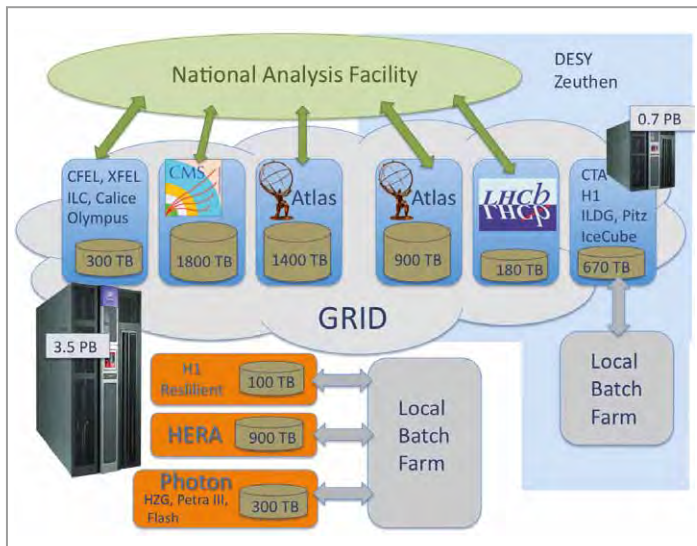 National Analysis Facility
DESY
Zeuthen
0.7 PB
CFEL, XFEL
ILC, Calice
Olympus
300 TB
CMS
1800 TB
Atlas
1400 TB
Atlas
900 TB
LHCb
LHCb
180 TB
CTA
H1
ILDG, Pitz
IceCube
670 TB
GRID
3.5 PB
H1
Reslilient
100 TB
HERA
900 TB
Photon
HZG, Petra III,
Flash
300 TB
Local
Batch
Farm
Local
Batch
Farm